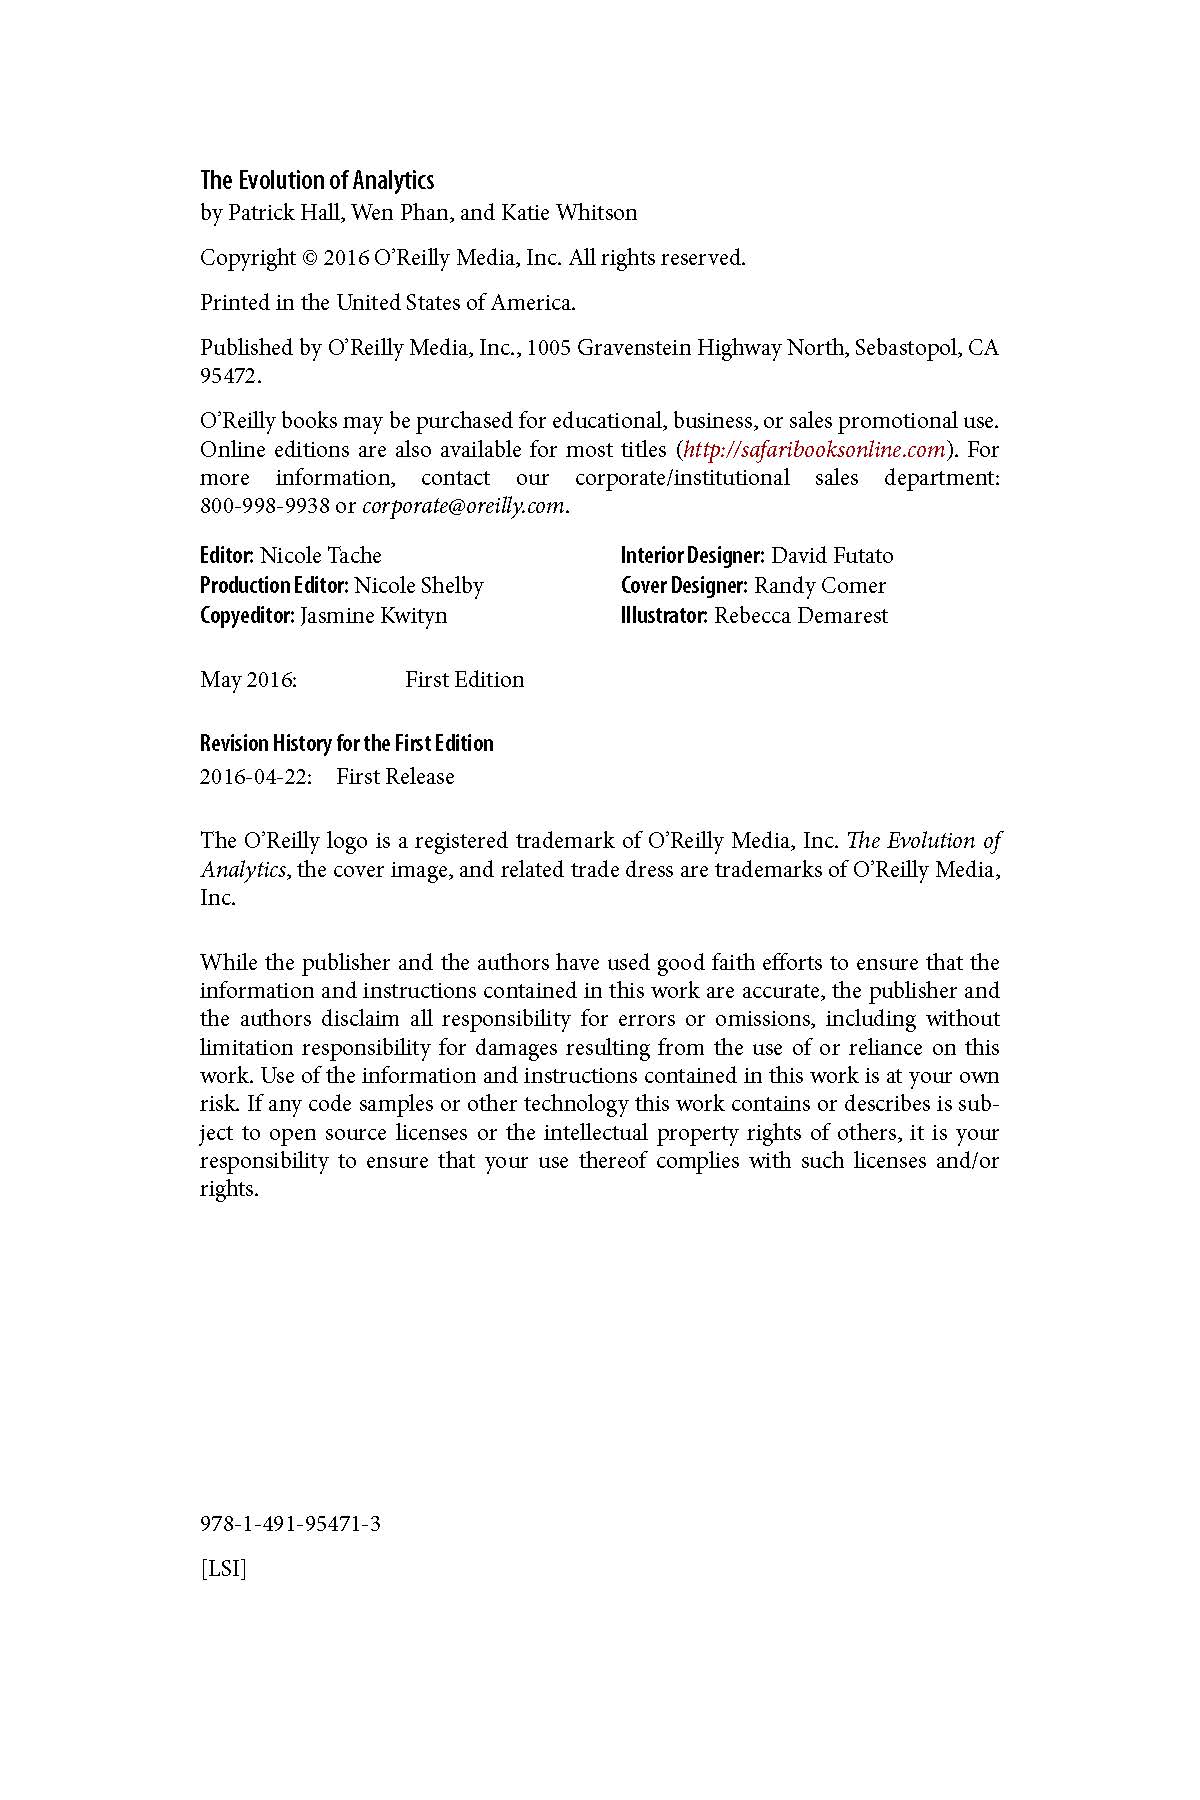 The Evolution of Analytics
by Patrick Hall, Wen Phan, and Katie Whitson
Copyright © 2016 O’Reilly Media, Inc. All rights reserved.
Printed in the United States of America.
Published by O’Reilly Media, Inc., 1005 Gravenstein Highway North, Sebastopol, CA
95472.
O’Reilly books may be purchased for educational, business, or sales promotional use.
Online editions are also available for most titles (http://safaribooksonline.com). For
more information, contact our corporate/institutional sales department:
800-998-9938 or corporate@oreilly.com.
Editor: Nicole Tache
Production Editor: Nicole Shelby
Copyeditor: Jasmine Kwityn
Interior Designer: David Futato
Cover Designer: Randy Comer
Illustrator: Rebecca Demarest
May 2016: First Edition
Revision History for the First Edition
2016-04-22: First Release
The O’Reilly logo is a registered trademark of O’Reilly Media, Inc. The Evolution of
Analytics, the cover image, and related trade dress are trademarks of O’Reilly Media,
Inc.
While the publisher and the authors have used good faith efforts to ensure that the
information and instructions contained in this work are accurate, the publisher and
the authors disclaim all responsibility for errors or omissions, including without
limitation responsibility for damages resulting from the use of or reliance on this
work. Use of the information and instructions contained in this work is at your own
risk. If any code samples or other technology this work contains or describes is sub-
ject to open source licenses or the intellectual property rights of others, it is your
responsibility to ensure that your use thereof complies with such licenses and/or
rights.
978-1-491-95471-3
[LSI]